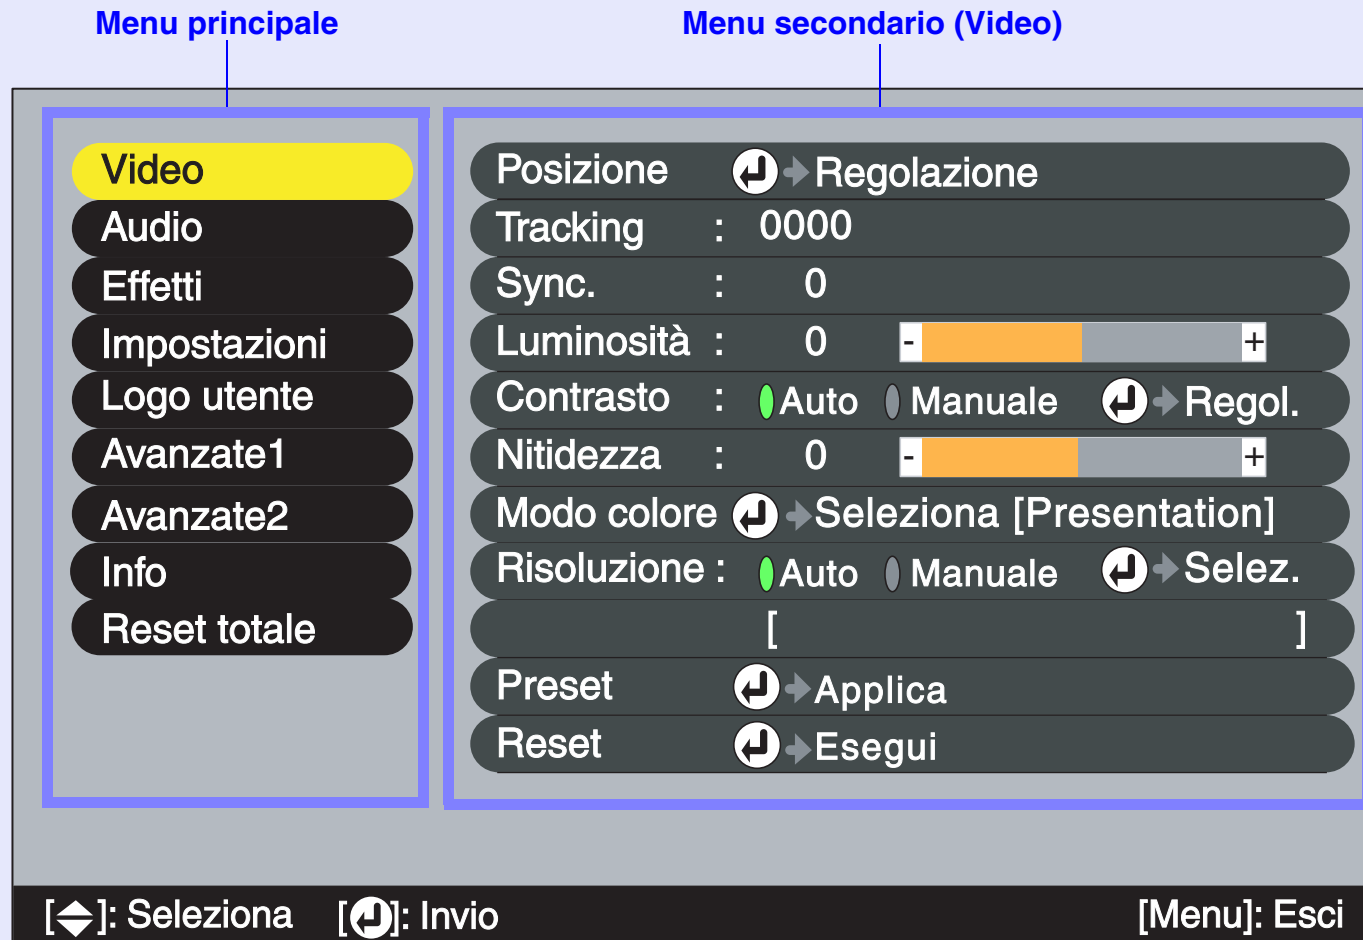 Menu principale
Menu secondario (Video)
Video
Audio
Effetti
Impostazioni
Logo utente
Avanzate1
Avanzate2
Info
Reset totale
Posizione Regolazione
Tracking : 0000
Sync. : 0
Luminosità : 0 - +
Contrasto : Auto Manuale Regol.
Nitidezza : 0 - +
Modo colore Seleziona [Presentation]
Risoluzione : Auto Manuale Selez.
[ ]
Preset Applica
Reset Esegui
[ ]: Seleziona [ ]: Invio [Menu]: Esci